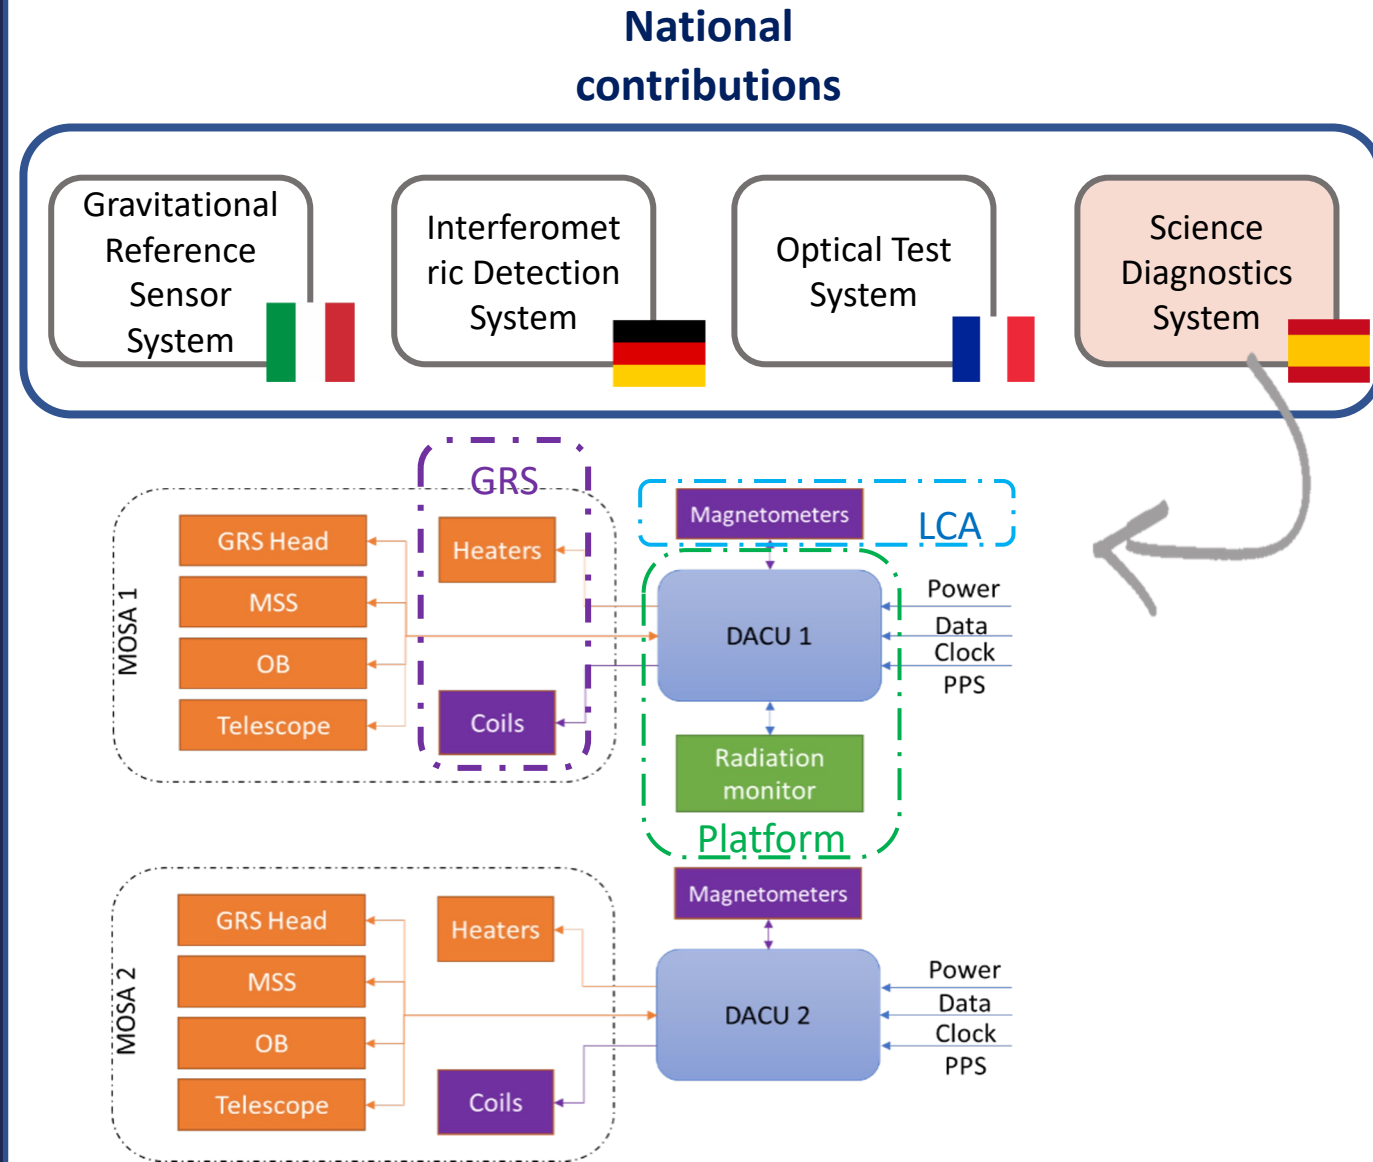 National
contributions
Gravitational
Reference
Sensor
System
Interferomet
ric Detection
System
Optical Test
System
Science
Diagnostics
System
GRS
Magnetometers
LCA
MOSA 1
GRS Head
MSS
OB
Telescope
Heaters
Coils
DACU 1
Power
Data
Clock
PPS
Radiation
monitor
Platform
MOSA 2
GRS Head
MSS
OB
Telescope
Heaters
Coils
Magnetometers
DACU 2
Power
Data
Clock
PPS